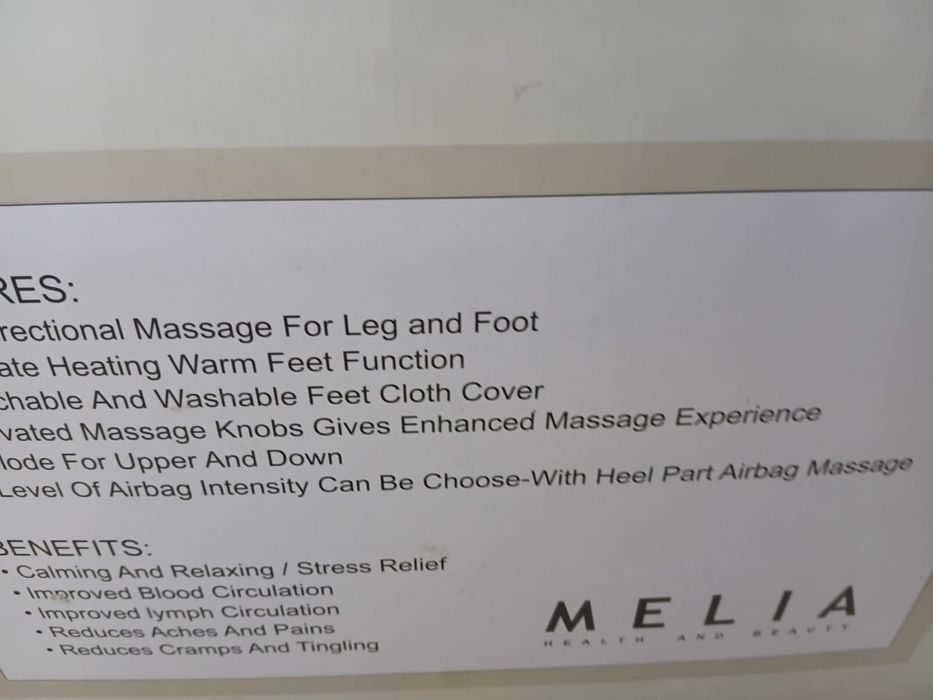 RES:
rectional Massage For Leg and Foot
ate Heating Warm Feet Function
chable And Washable Feet Cloth Cover
vated Massage Knobs Gives Enhanced Massage Experience
lode For Upper And Down
Level Of Airbag Intensity Can Be Choose-With Heel Part Airbag Massage
BENEFITS:
• Calming And Relaxing / Stress Relief
• Improved Blood Circulation
• Improved lymph Circulation
• Reduces Aches And Pains
• Reduces Cramps And Tingling
MELIA
HEALTH AND BEAUTY